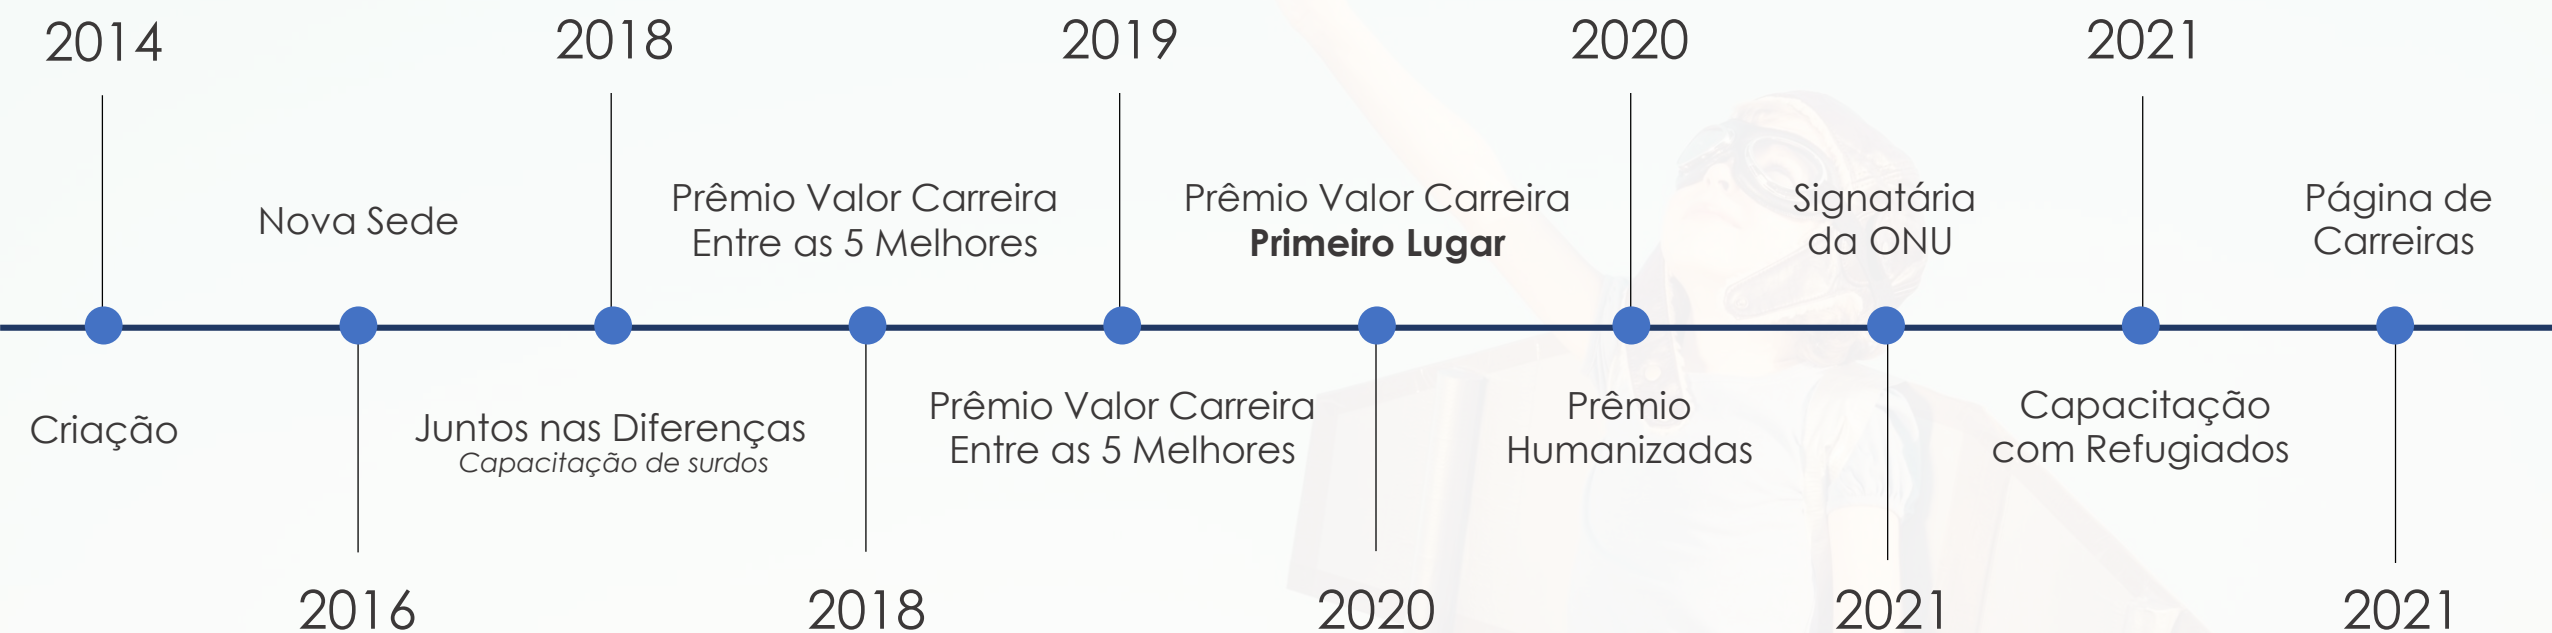 2014
2018
2019
2020
2021
Nova Sede
Prêmio Valor Carreira
Entre as 5 Melhores
Prêmio Valor Carreira
Primeiro Lugar
Signatária
da ONU
Página de
Carreiras
Criação
Juntos nas Diferenças
Capacitação de surdos
Prêmio Valor Carreira
Entre as 5 Melhores
Prêmio
Humanizadas
Capacitação
com Refugiados
2016
2018
2020
2021
2021